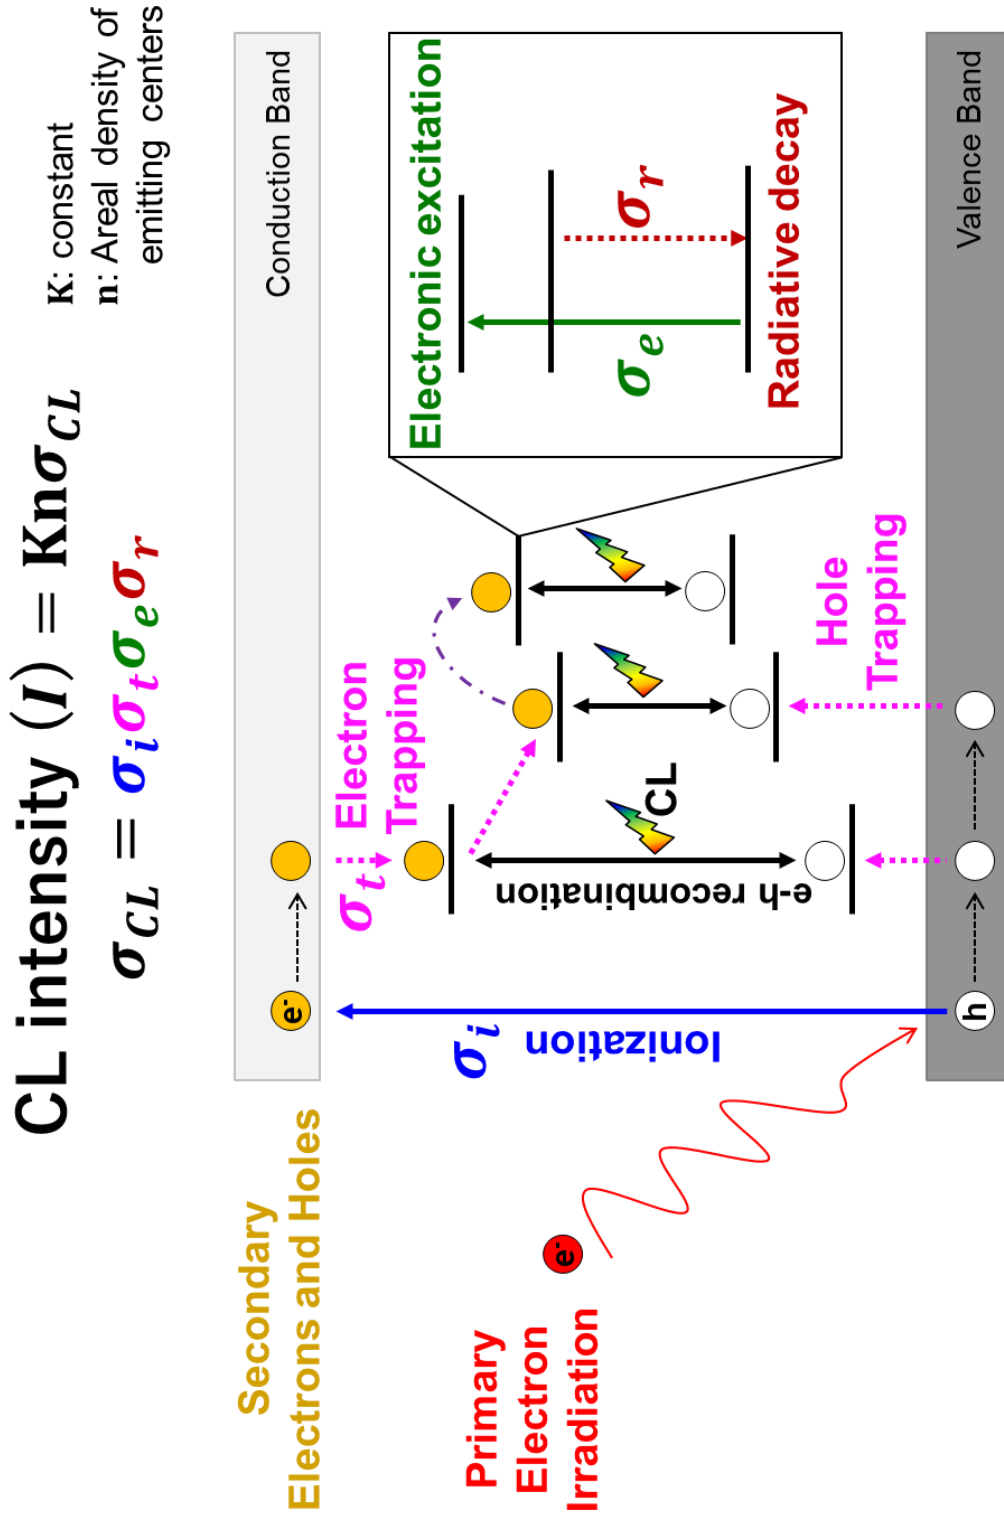 CL intensity (I) = Knσ_CL
σ_CL = σ_iσ_tσ_eσ_r
K: constant
n: Areal density of
emitting centers
Secondary
Electrons and Holes
e-
Conduction Band
σ_t
Electron
Trapping
Electronic excitation
σ_e
σ_r
Radiative decay
σ_i
Ionization
e-h recombination
CL
Primary
Electron
Irradiation
e-
Hole
Trapping
h
Valence Band